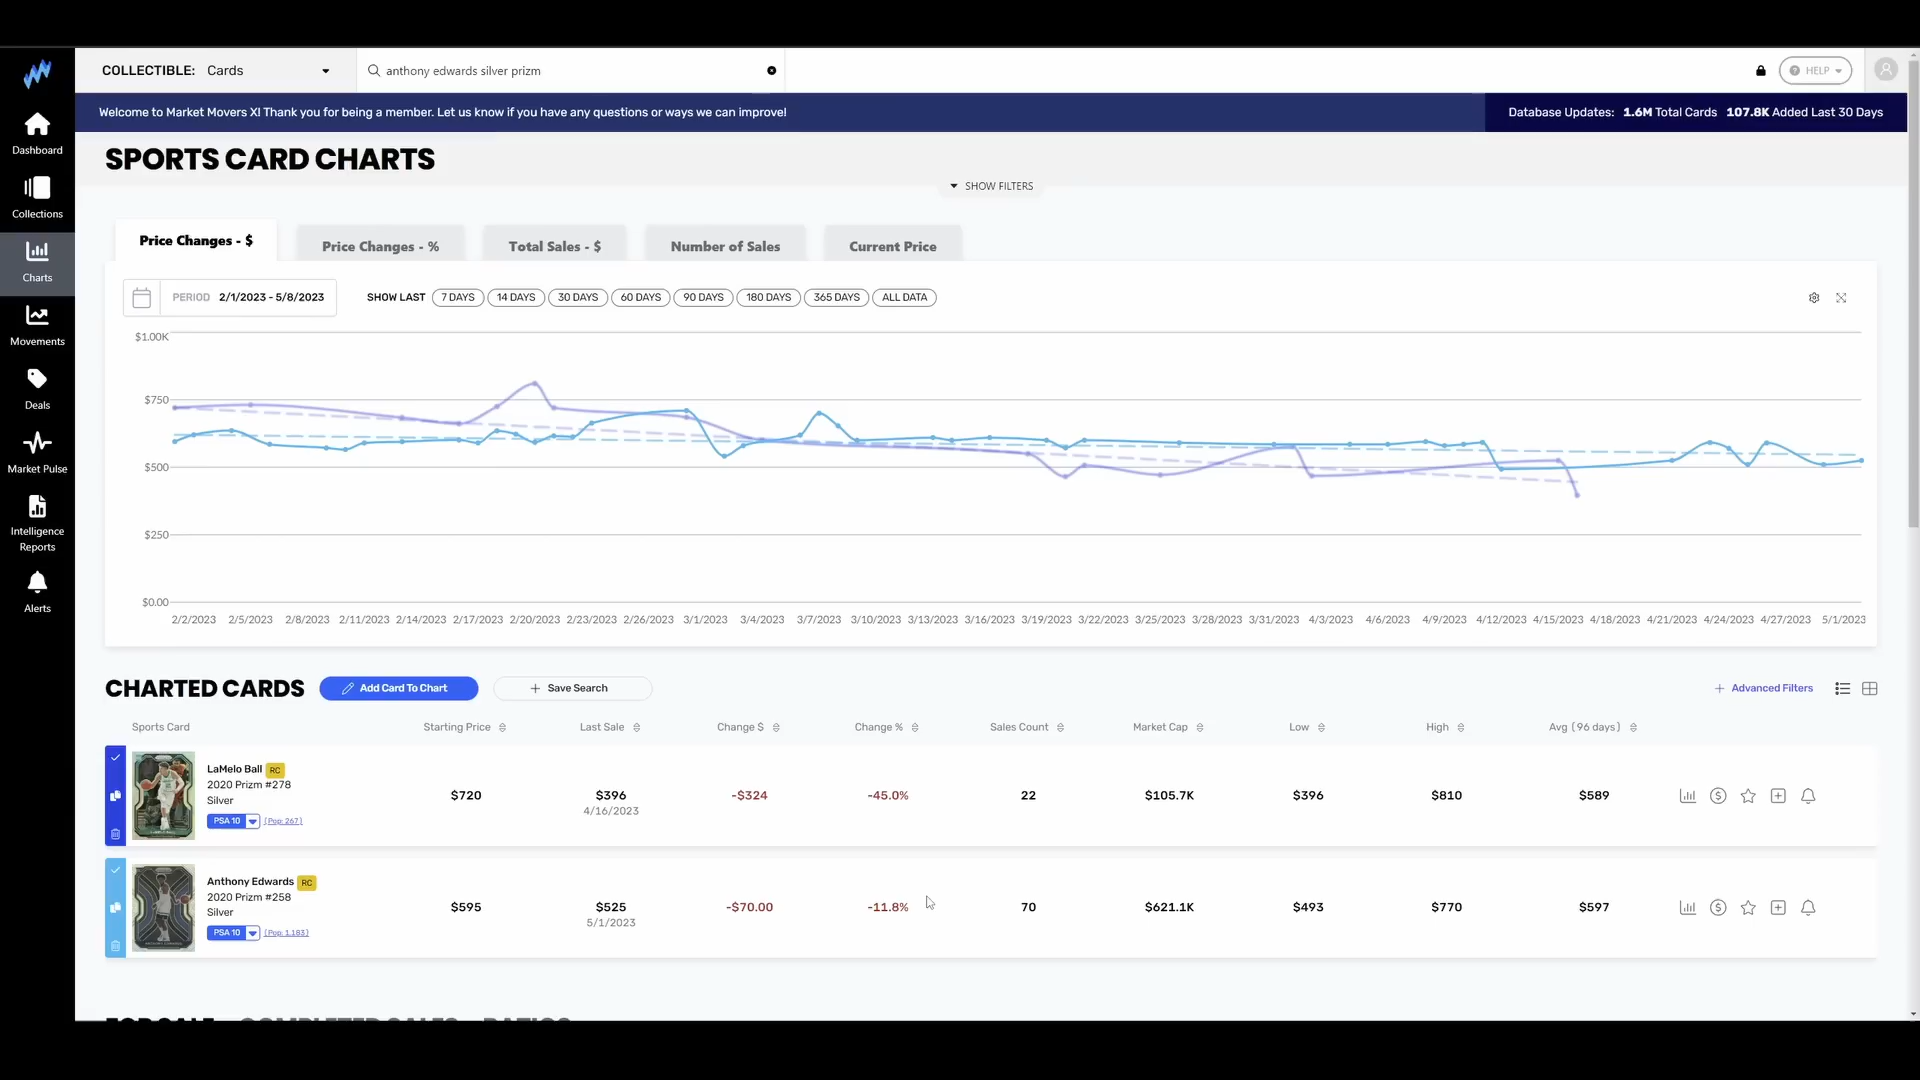 COLLECTIBLE: Cards
anthony edwards silver prizm
HELP
Welcome to Market Movers X! Thank you for being a member. Let us know if you have any questions or ways we can improve!
Database Updates: 1.6M Total Cards 107.8K Added Last 30 Days
Dashboard
Collections
Charts
Movements
Deals
Market Pulse
Intelligence
Reports
Alerts
SPORTS CARD CHARTS
SHOW FILTERS
Price Changes - $
Price Changes - %
Total Sales - $
Number of Sales
Current Price
PERIOD 2/1/2023 - 5/8/2023
SHOW LAST 7 DAYS 14 DAYS 30 DAYS 60 DAYS 90 DAYS 180 DAYS 365 DAYS ALL DATA
$1.00K
$750
$500
$250
$0.00
2/2/2023 2/5/2023 2/8/2023 2/11/2023 2/14/2023 2/17/2023 2/20/2023 2/23/2023 2/26/2023 3/1/2023 3/4/2023 3/7/2023 3/10/2023 3/13/2023 3/16/2023 3/19/2023 3/22/2023 3/25/2023 3/28/2023 3/31/2023 4/3/2023 4/6/2023 4/9/2023 4/12/2023 4/15/2023 4/18/2023 4/21/2023 4/24/2023 4/27/2023 5/1/2023
CHARTED CARDS
Add Card To Chart
+ Save Search
+ Advanced Filters
Sports Card Starting Price Last Sale Change $ Change % Sales Count Market Cap Low High Avg (96 days)
LaMelo Ball RC
2020 Prizm #278
Silver
PSA 10 (Pop: 267)
$720 $396 -$324 -45.0% 22 $105.7K $396 $810 $589
4/16/2023
Anthony Edwards RC
2020 Prizm #258
Silver
PSA 10 (Pop: 1,183)
$595 $525 -$70.00 -11.8% 70 $621.1K $493 $770 $597
5/1/2023
FOR SALE COMPLETED SALES RATIOS